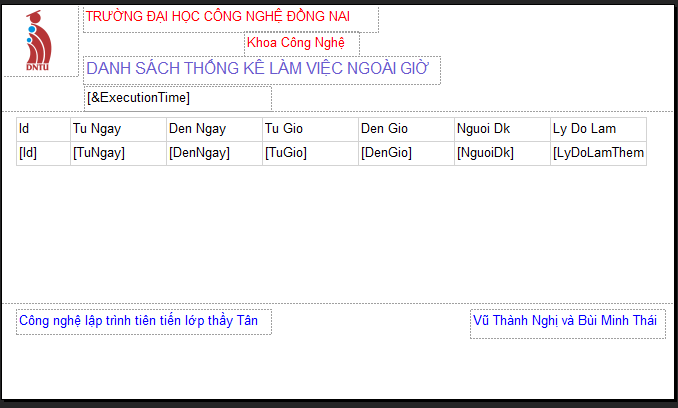 DNTU
TRƯỜNG ĐẠI HỌC CÔNG NGHỆ ĐỒNG NAI
Khoa Công Nghệ
DANH SÁCH THỐNG KÊ LÀM VIỆC NGOÀI GIỜ
[&ExecutionTime]
Id Tu Ngay Den Ngay Tu Gio Den Gio Nguoi Dk Ly Do Lam
[Id] [TuNgay] [DenNgay] [TuGio] [DenGio] [NguoiDk] [LyDoLamThem
Công nghệ lập trình tiên tiến lớp thầy Tân Vũ Thành Nghị và Bùi Minh Thái